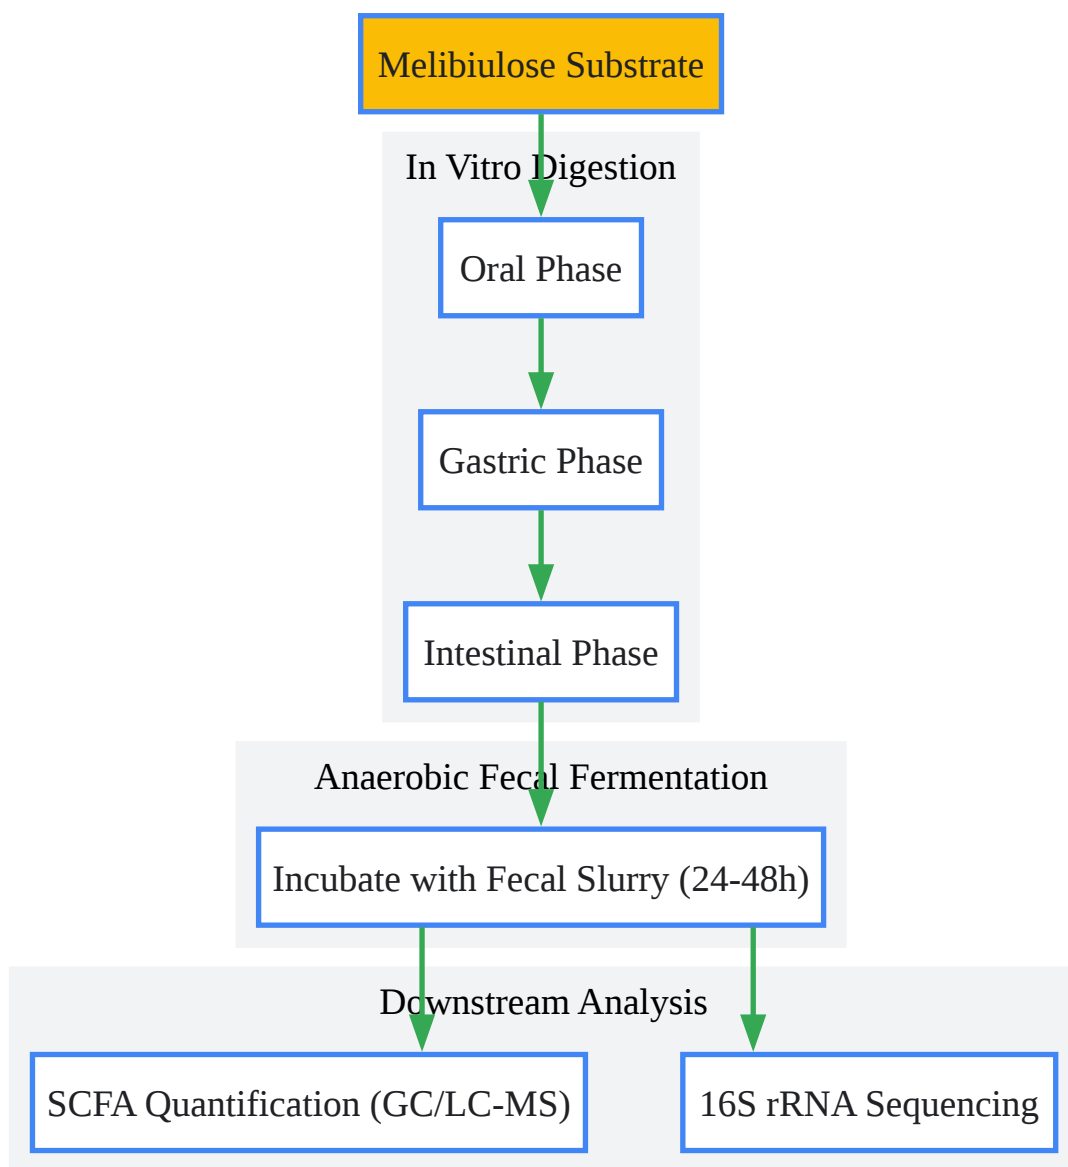 Melibiulose Substrate
In Vitro Digestion
Oral Phase
Gastric Phase
Intestinal Phase
Anaerobic Fecal Fermentation
Incubate with Fecal Slurry (24-48h)
Downstream Analysis
SCFA Quantification (GC/LC-MS)
16S rRNA Sequencing